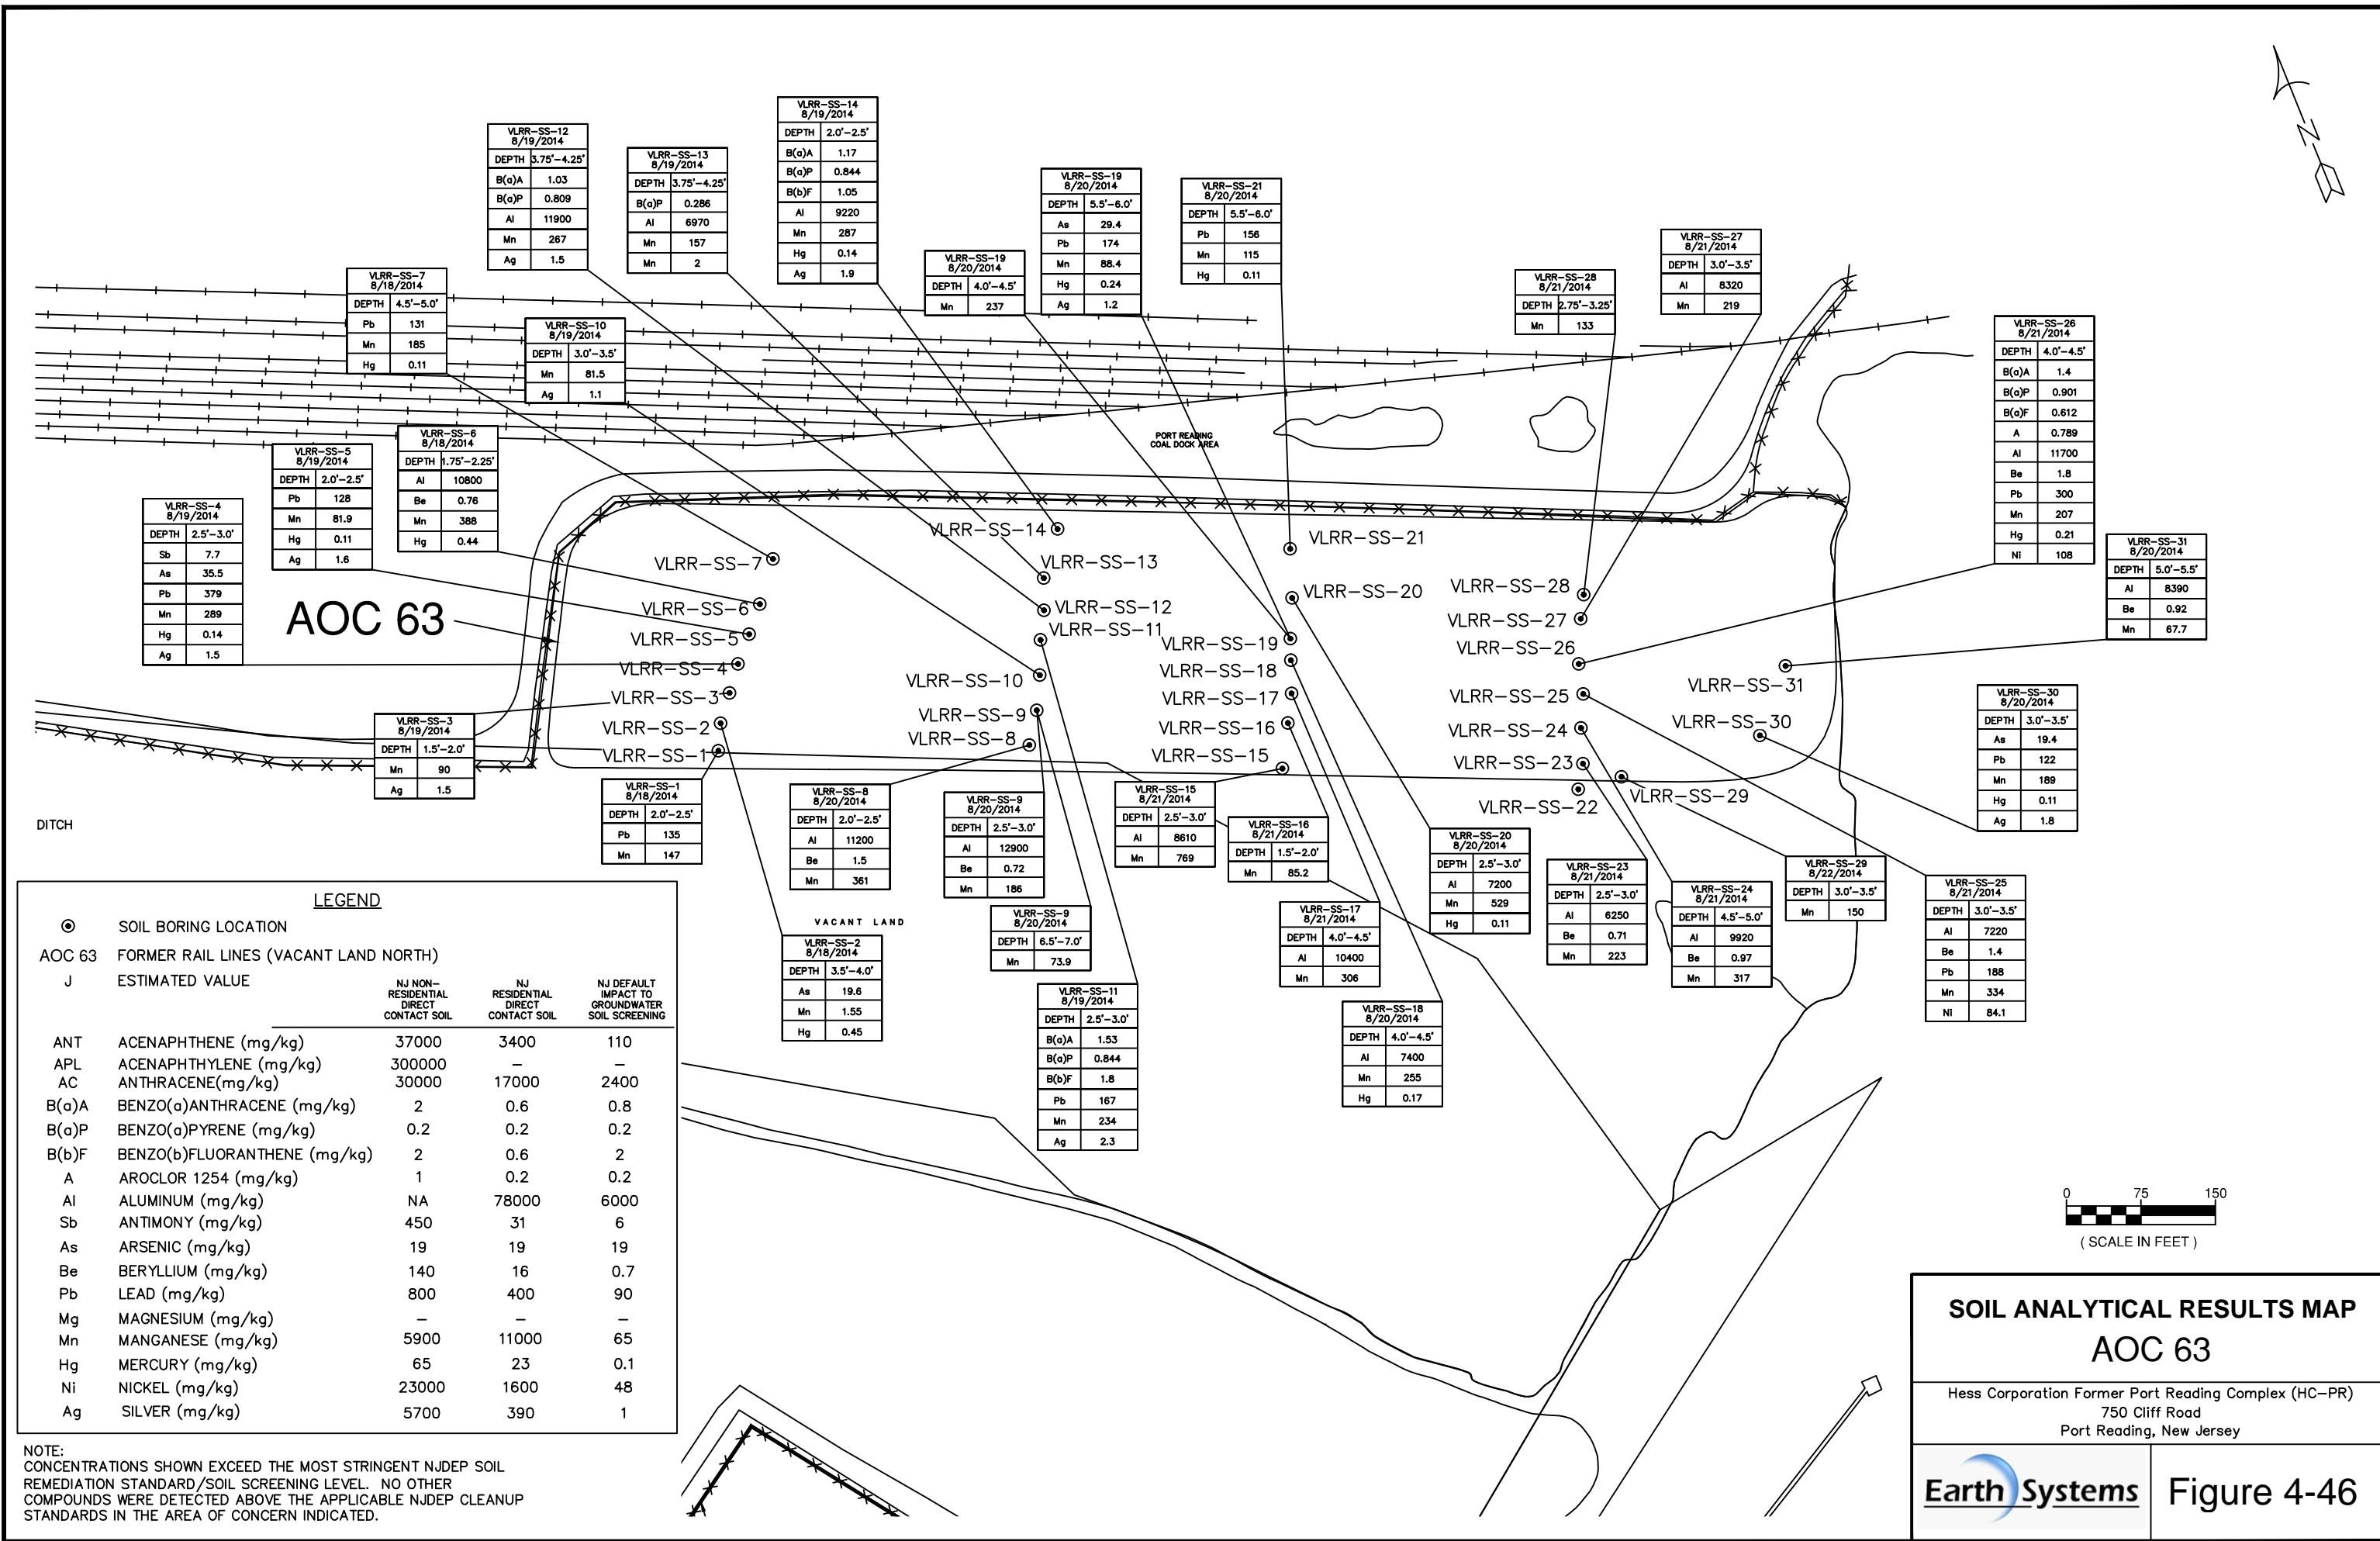 VLRR-SS-14
8/19/2014
DEPTH 2.0'-2.5'
B(a)A 1.17
B(a)P 0.844
B(b)F 1.05
Al 9220
Mn 287
Hg 0.14
Ag 1.9
VLRR-SS-12
8/19/2014
DEPTH 3.75'-4.25'
B(a)A 1.03
B(a)P 0.809
Al 11900
Mn 267
Ag 1.5
VLRR-SS-13
8/19/2014
DEPTH 3.75'-4.25'
B(a)P 0.286
Al 6970
Mn 157
Mn 2
VLRR-SS-19
8/20/2014
DEPTH 5.5'-6.0'
As 29.4
Pb 174
Mn 88.4
Hg 0.24
Ag 1.2
VLRR-SS-21
8/20/2014
DEPTH 5.5'-6.0'
Pb 156
Mn 115
Hg 0.11
VLRR-SS-19
8/20/2014
DEPTH 4.0'-4.5'
Mn 237
VLRR-SS-27
8/21/2014
DEPTH 3.0'-3.5'
Al 8320
Mn 219
VLRR-SS-28
8/21/2014
DEPTH 2.75'-3.25'
Mn 133
N
VLRR-SS-7
8/18/2014
DEPTH 4.5'-5.0'
Pb 131
Mn 185
Hg 0.11
VLRR-SS-10
8/19/2014
DEPTH 3.0'-3.5'
Mn 81.5
Ag 1.1
VLRR-SS-26
8/21/2014
DEPTH 4.0'-4.5'
B(a)A 1.4
B(a)P 0.901
B(a)F 0.612
A 0.789
Al 11700
Be 1.8
Pb 300
Mn 207
Hg 0.21
Ni 108
VLRR-SS-6
8/18/2014
DEPTH 1.75'-2.25'
Al 10800
Be 0.76
Mn 388
Hg 0.44
VLRR-SS-5
8/19/2014
DEPTH 2.0'-2.5'
Pb 128
Mn 81.9
Hg 0.11
Ag 1.6
VLRR-SS-4
8/19/2014
DEPTH 2.5'-3.0'
Sb 7.7
As 35.5
Pb 379
Mn 289
Hg 0.14
Ag 1.5
PORT READING
COAL DOCK AREA
VLRR-SS-31
8/20/2014
DEPTH 5.0'-5.5'
Al 8390
Be 0.92
Mn 67.7
AOC 63
VLRR-SS-14
VLRR-SS-21
VLRR-SS-7
VLRR-SS-13
VLRR-SS-28
VLRR-SS-20
VLRR-SS-6
VLRR-SS-12
VLRR-SS-27
VLRR-SS-5
VLRR-SS-11
VLRR-SS-19
VLRR-SS-26
VLRR-SS-4
VLRR-SS-18
VLRR-SS-10
VLRR-SS-31
VLRR-SS-3
VLRR-SS-17
VLRR-SS-25
VLRR-SS-9
VLRR-SS-30
VLRR-SS-2
VLRR-SS-16
VLRR-SS-24
VLRR-SS-8
VLRR-SS-1
VLRR-SS-15
VLRR-SS-23
VLRR-SS-29
VLRR-SS-22
VLRR-SS-3
8/19/2014
DEPTH 1.5'-2.0'
Mn 90
Ag 1.5
VLRR-SS-30
8/20/2014
DEPTH 3.0'-3.5'
As 19.4
Pb 122
Mn 189
Hg 0.11
Ag 1.8
DITCH
VLRR-SS-1
8/18/2014
DEPTH 2.0'-2.5'
Pb 135
Mn 147
VLRR-SS-8
8/20/2014
DEPTH 2.0'-2.5'
Al 11200
Be 1.5
Mn 361
VLRR-SS-9
8/20/2014
DEPTH 2.5'-3.0'
Al 12900
Be 0.72
Mn 186
VLRR-SS-15
8/21/2014
DEPTH 2.5'-3.0'
Al 8610
Mn 769
VLRR-SS-16
8/21/2014
DEPTH 1.5'-2.0'
Mn 85.2
VLRR-SS-20
8/20/2014
DEPTH 2.5'-3.0'
Al 7200
Mn 529
Hg 0.11
VLRR-SS-23
8/21/2014
DEPTH 2.5'-3.0'
Al 6250
Be 0.71
Mn 223
VLRR-SS-24
8/21/2014
DEPTH 4.5'-5.0'
Al 9920
Be 0.97
Mn 317
VLRR-SS-29
8/22/2014
DEPTH 3.0'-3.5'
Mn 150
VLRR-SS-25
8/21/2014
DEPTH 3.0'-3.5'
Al 7220
Be 1.4
Pb 188
Mn 334
Ni 84.1
VACANT LAND
VLRR-SS-2
8/18/2014
DEPTH 3.5'-4.0'
As 19.6
Mn 1.55
Hg 0.45
VLRR-SS-9
8/20/2014
DEPTH 6.5'-7.0'
Mn 73.9
VLRR-SS-17
8/21/2014
DEPTH 4.0'-4.5'
Al 10400
Mn 306
VLRR-SS-11
8/19/2014
DEPTH 2.5'-3.0'
B(a)A 1.53
B(a)P 0.844
B(b)F 1.8
Pb 167
Mn 234
Ag 2.3
VLRR-SS-18
8/20/2014
DEPTH 4.0'-4.5'
Al 7400
Mn 255
Hg 0.17
LEGEND
SOIL BORING LOCATION
AOC 63 FORMER RAIL LINES (VACANT LAND NORTH)
J ESTIMATED VALUE
NJ NON-
RESIDENTIAL
DIRECT
CONTACT SOIL
NJ
RESIDENTIAL
DIRECT
CONTACT SOIL
NJ DEFAULT
IMPACT TO
GROUNDWATER
SOIL SCREENING
ANT ACENAPHTHENE (mg/kg) 37000 3400 110
APL ACENAPHTHYLENE (mg/kg) 300000 – –
AC ANTHRACENE(mg/kg) 30000 17000 2400
B(a)A BENZO(a)ANTHRACENE (mg/kg) 2 0.6 0.8
B(a)P BENZO(a)PYRENE (mg/kg) 0.2 0.2 0.2
B(b)F BENZO(b)FLUORANTHENE (mg/kg) 2 0.6 2
A AROCLOR 1254 (mg/kg) 1 0.2 0.2
Al ALUMINUM (mg/kg) NA 78000 6000
Sb ANTIMONY (mg/kg) 450 31 6
As ARSENIC (mg/kg) 19 19 19
Be BERYLLIUM (mg/kg) 140 16 0.7
Pb LEAD (mg/kg) 800 400 90
Mg MAGNESIUM (mg/kg) – – –
Mn MANGANESE (mg/kg) 5900 11000 65
Hg MERCURY (mg/kg) 65 23 0.1
Ni NICKEL (mg/kg) 23000 1600 48
Ag SILVER (mg/kg) 5700 390 1
NOTE:
CONCENTRATIONS SHOWN EXCEED THE MOST STRINGENT NJDEP SOIL
REMEDIATION STANDARD/SOIL SCREENING LEVEL. NO OTHER
COMPOUNDS WERE DETECTED ABOVE THE APPLICABLE NJDEP CLEANUP
STANDARDS IN THE AREA OF CONCERN INDICATED.
0 75 150
( SCALE IN FEET )
SOIL ANALYTICAL RESULTS MAP
AOC 63
Hess Corporation Former Port Reading Complex (HC-PR)
750 Cliff Road
Port Reading, New Jersey
Earth Systems
Figure 4-46